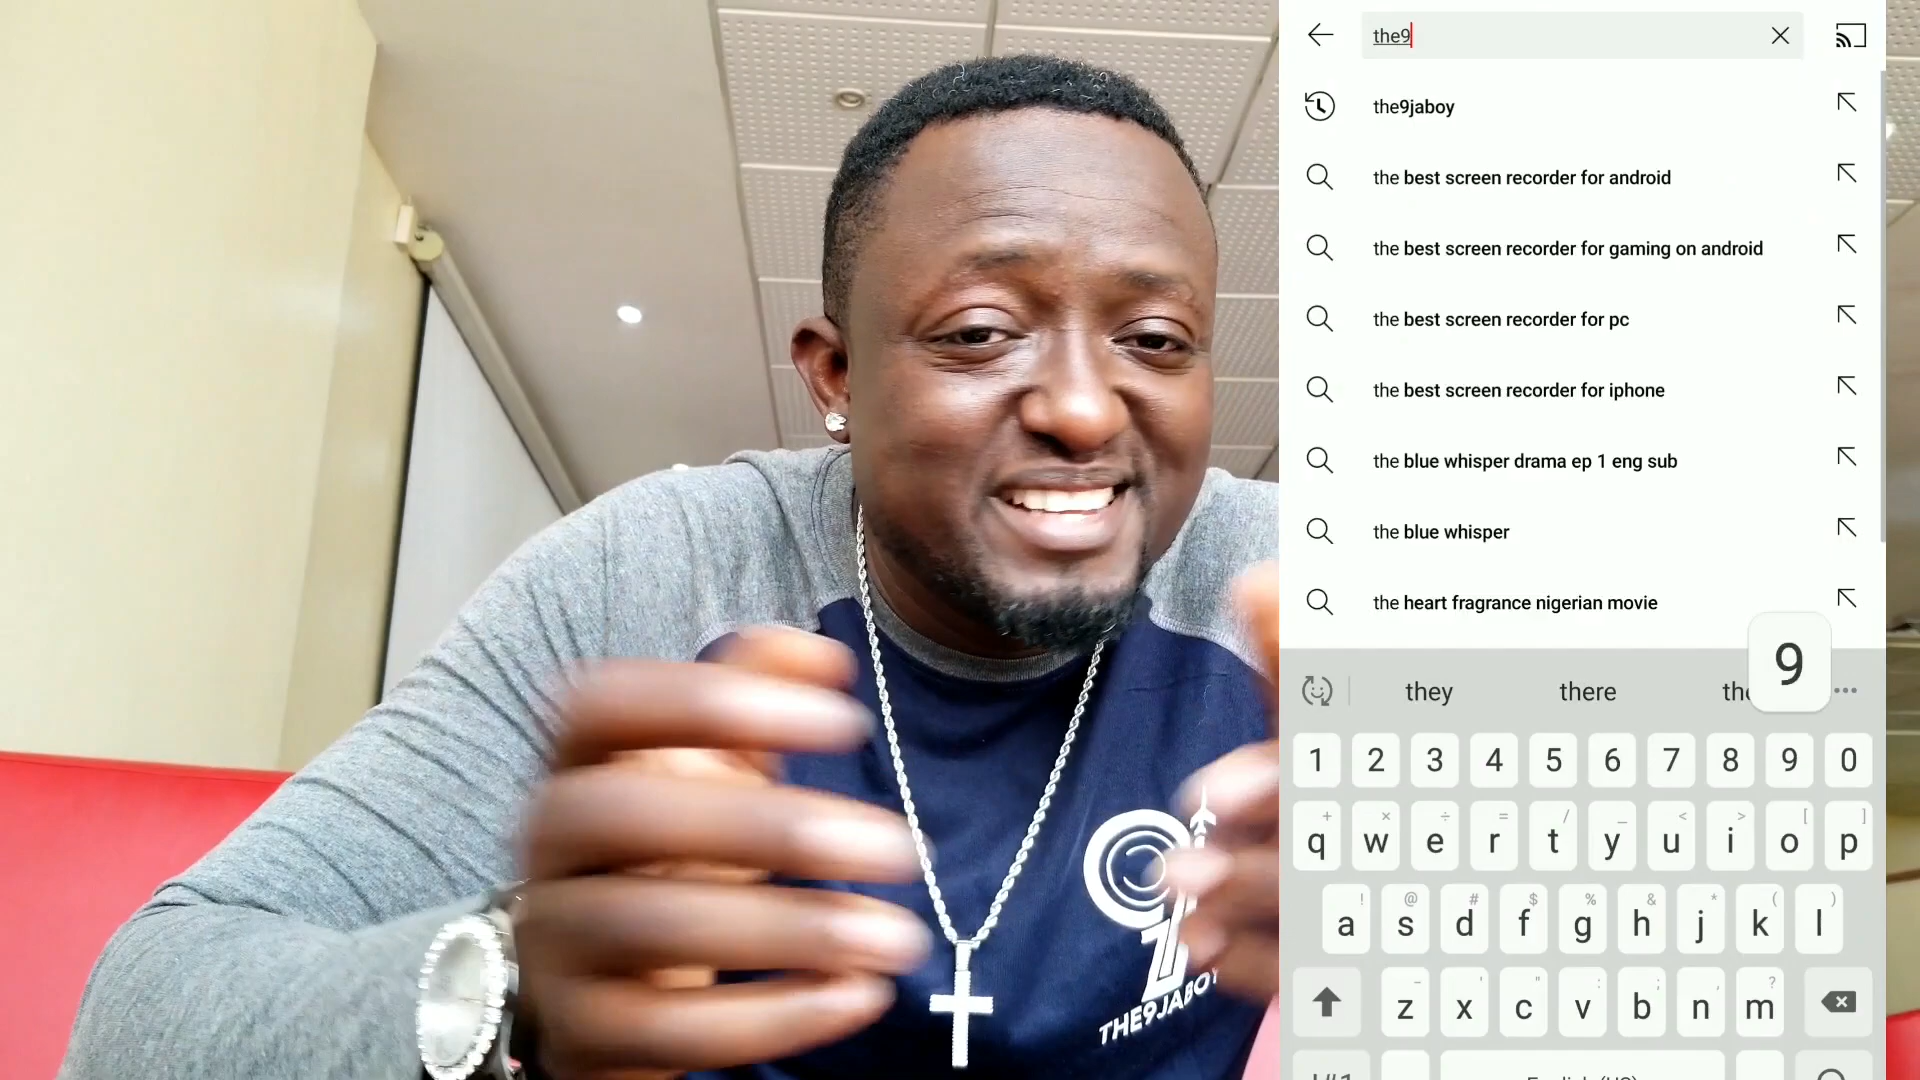 the9
the9jaboy
the best screen recorder for android
the best screen recorder for gaming on android
the best screen recorder for pc
the best screen recorder for iphone
the blue whisper drama ep 1 eng sub
the blue whisper
the heart fragrance nigerian movie
9
they there
1 2 3 4 5 6 7 8 9 0
+ × ÷ = / _ < > [ ]
q w e r t y u i o p
! @ # $ % & * ( )
a s d f g h j k l
- ' " : ; , ?
z x c v b n m
English (US)
THE9JABOY